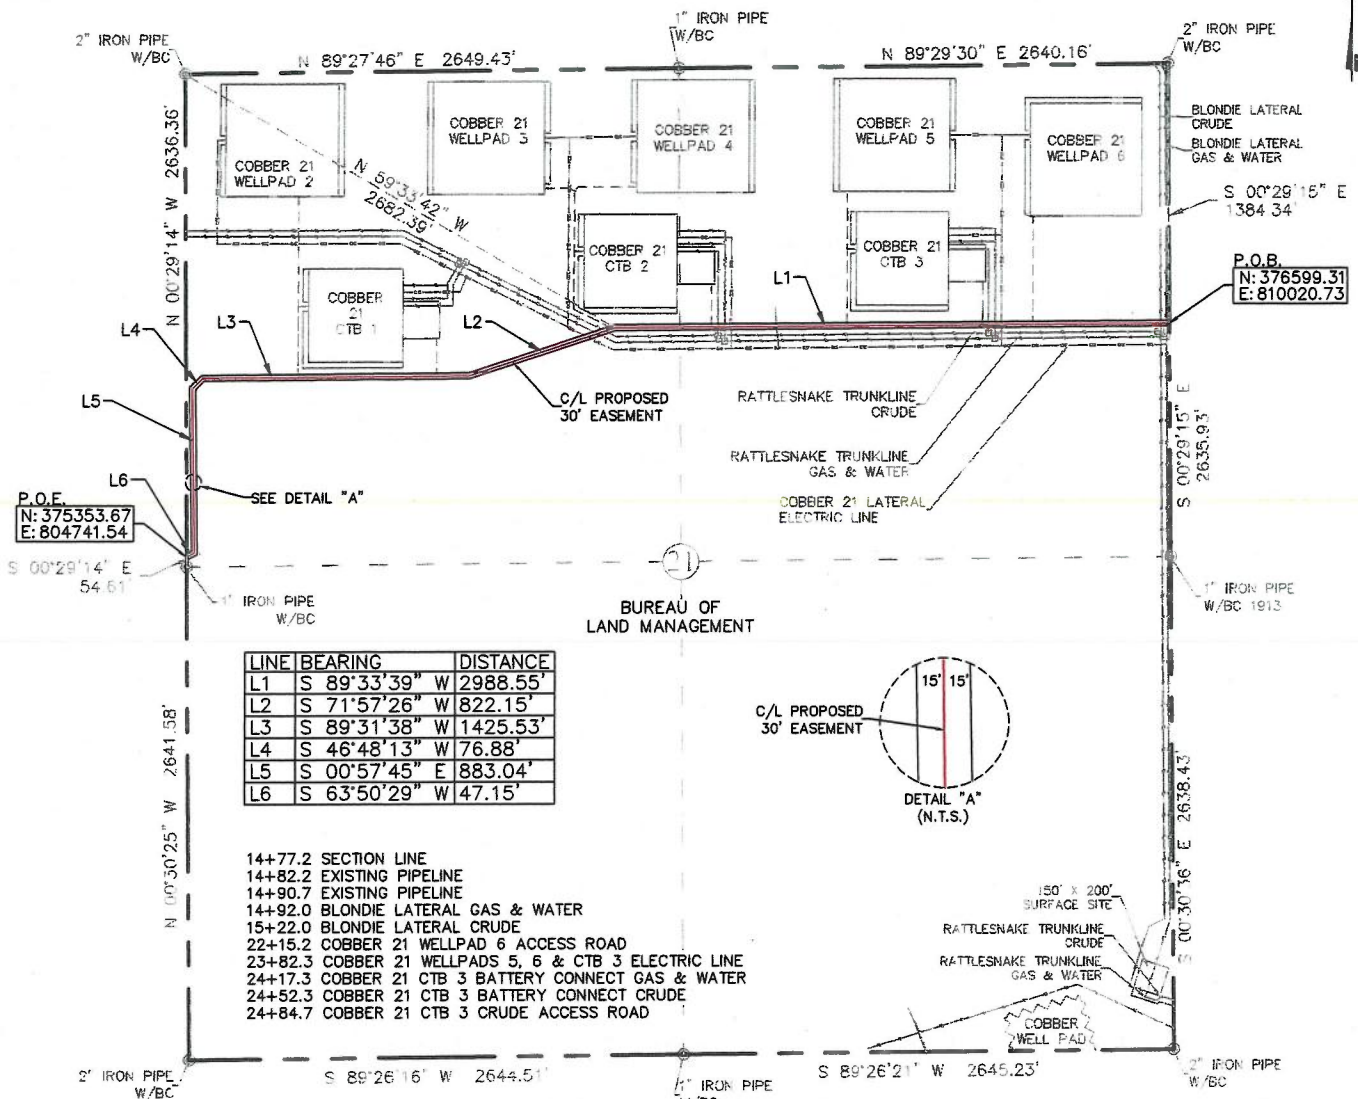 1" IRON PIPE
W/BC
2" IRON PIPE
W/BC
2" IRON PIPE
W/BC
N 89°27'46" E 2649.43'
N 89°29'30" E 2640.16'
N 00°29'14" W 2636.36'
COBBER 21
WELLPAD 2
COBBER 21
WELLPAD 3
COBBER 21
WELLPAD 4
COBBER 21
WELLPAD 5
COBBER 21
WELLPAD 6
BLONDIE LATERAL
CRUDE
BLONDIE LATERAL
GAS & WATER
N 59°33'42" W
2682.39'
S 00°29'15" E
1384.34'
COBBER 21
CTB 2
COBBER 21
CTB 3
COBBER
21
CTB 1
P.O.B.
N: 376599.31
E: 810020.73
L1
L2
L3
L4
L5
L6
C/L PROPOSED
30' EASEMENT
RATTLESNAKE TRUNKLINE
CRUDE
RATTLESNAKE TRUNKLINE
GAS & WATER
COBBER 21 LATERAL
ELECTRIC LINE
S 00°29'15" E
2635.93'
SEE DETAIL "A"
P.O.E.
N: 375353.67
E: 804741.54
S 00°29'14" E
54.61'
1" IRON PIPE
W/BC
21
1" IRON PIPE
W/BC 1913
BUREAU OF
LAND MANAGEMENT
LINE BEARING DISTANCE
L1 S 89°33'39" W 2988.55'
L2 S 71°57'26" W 822.15'
L3 S 89°31'38" W 1425.53'
L4 S 46°48'13" W 76.88'
L5 S 00°57'45" E 883.04'
L6 S 63°50'29" W 47.15'
15' 15'
C/L PROPOSED
30' EASEMENT
DETAIL "A"
(N.T.S.)
N 00°30'25" W 2641.58'
S 00°30'36" E 2638.43'
14+77.2 SECTION LINE
14+82.2 EXISTING PIPELINE
14+90.7 EXISTING PIPELINE
14+92.0 BLONDIE LATERAL GAS & WATER
15+22.0 BLONDIE LATERAL CRUDE
22+15.2 COBBER 21 WELLPAD 6 ACCESS ROAD
23+82.3 COBBER 21 WELLPADS 5, 6 & CTB 3 ELECTRIC LINE
24+17.3 COBBER 21 CTB 3 BATTERY CONNECT GAS & WATER
24+52.3 COBBER 21 CTB 3 BATTERY CONNECT CRUDE
24+84.7 COBBER 21 CTB 3 CRUDE ACCESS ROAD
150' X 200'
SURFACE SITE
RATTLESNAKE TRUNKLINE
CRUDE
RATTLESNAKE TRUNKLINE
GAS & WATER
COBBER
WELL PAD
2" IRON PIPE
W/BC
S 89°26'16" W 2644.51'
1" IRON PIPE
S 89°26'21" W 2645.23'
2" IRON PIPE
W/BC